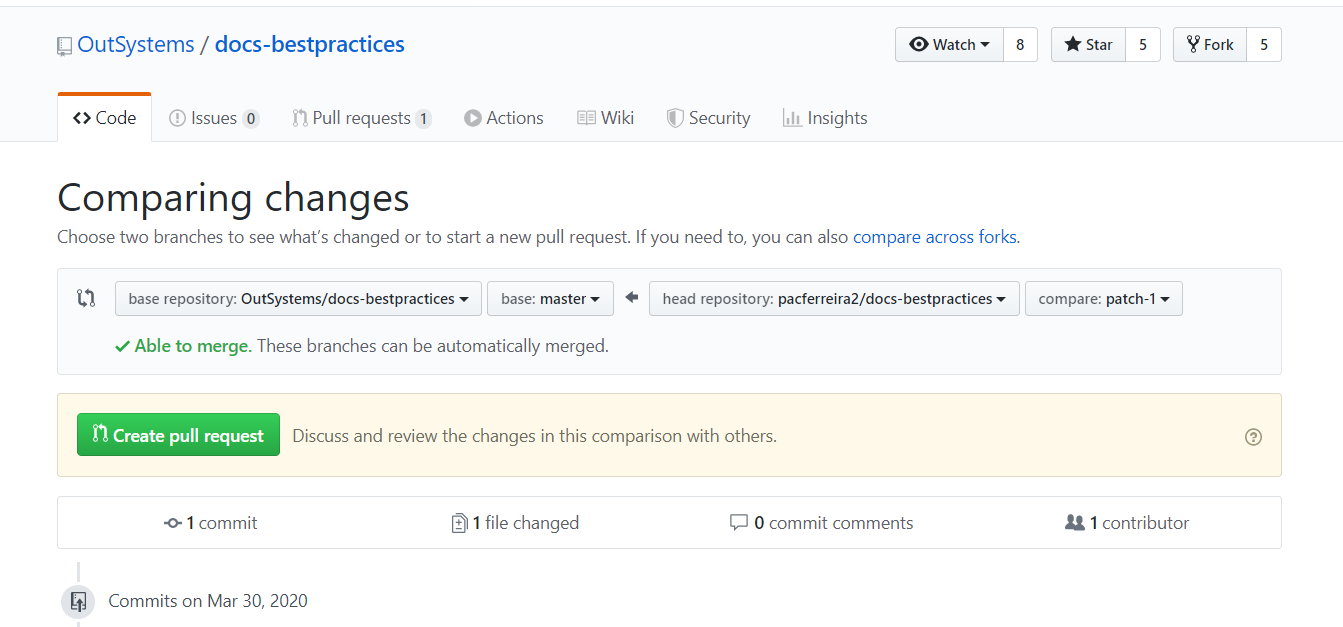 OutSystems / docs-bestpractices
Watch 8 Star 5 Fork 5
Code Issues 0 Pull requests 1 Actions Wiki Security Insights
Comparing changes
Choose two branches to see what's changed or to start a new pull request. If you need to, you can also compare across forks.
base repository: OutSystems/docs-bestpractices base: master head repository: pacferreira2/docs-bestpractices compare: patch-1
Able to merge. These branches can be automatically merged.
Create pull request Discuss and review the changes in this comparison with others.
1 commit 1 file changed 0 commit comments 1 contributor
Commits on Mar 30, 2020